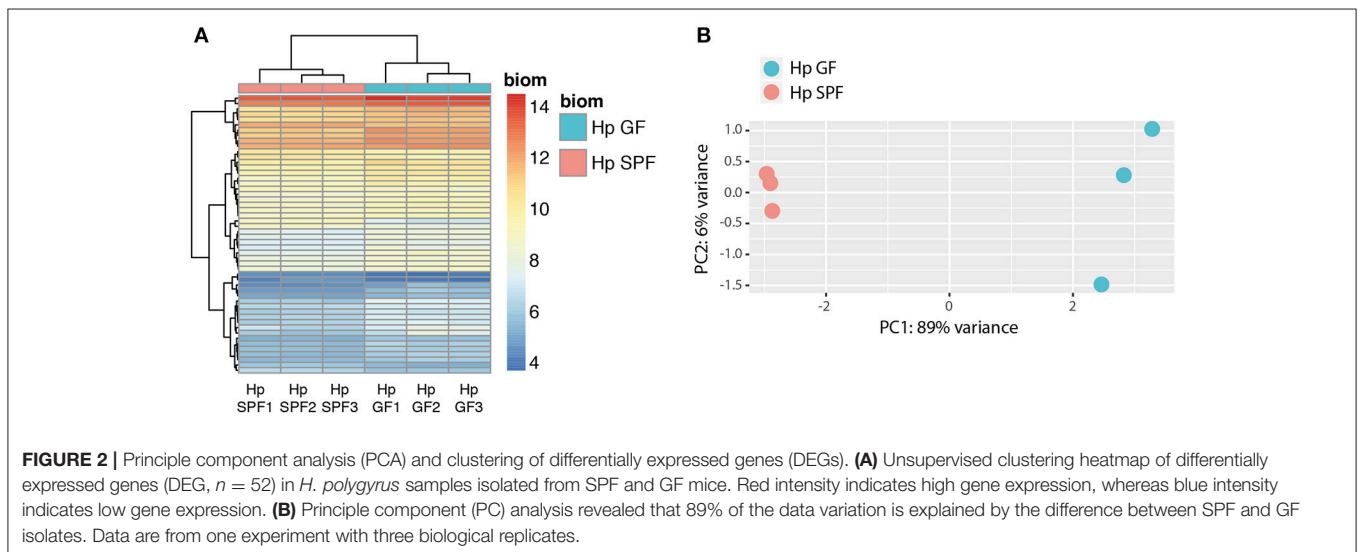 A
biom
14
12
10
8
6
4
biom
Hp GF
Hp SPF
Hp SPF1
Hp SPF2
Hp SPF3
Hp GF1
Hp GF2
Hp GF3
B
Hp GF
Hp SPF
PC2: 6% variance
1.0
0.5
0.0
-0.5
-1.0
-1.5
-2
0
2
PC1: 89% variance
FIGURE 2 | Principle component analysis (PCA) and clustering of differentially expressed genes (DEGs). (A) Unsupervised clustering heatmap of differentially
expressed genes (DEG, n = 52) in H. polygyrus samples isolated from SPF and GF mice. Red intensity indicates high gene expression, whereas blue intensity
indicates low gene expression. (B) Principle component (PC) analysis revealed that 89% of the data variation is explained by the difference between SPF and GF
isolates. Data are from one experiment with three biological replicates.